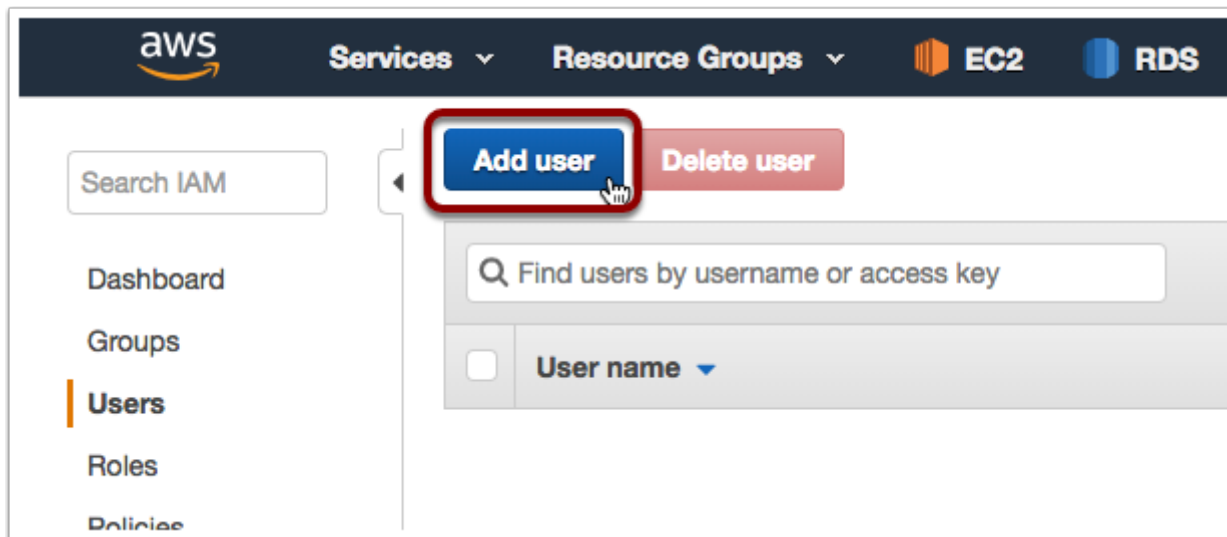 aws Services Resource Groups EC2 RDS
Add user Delete user
Search IAM
Find users by username or access key
Dashboard
Groups
User name
Users
Roles
Policies